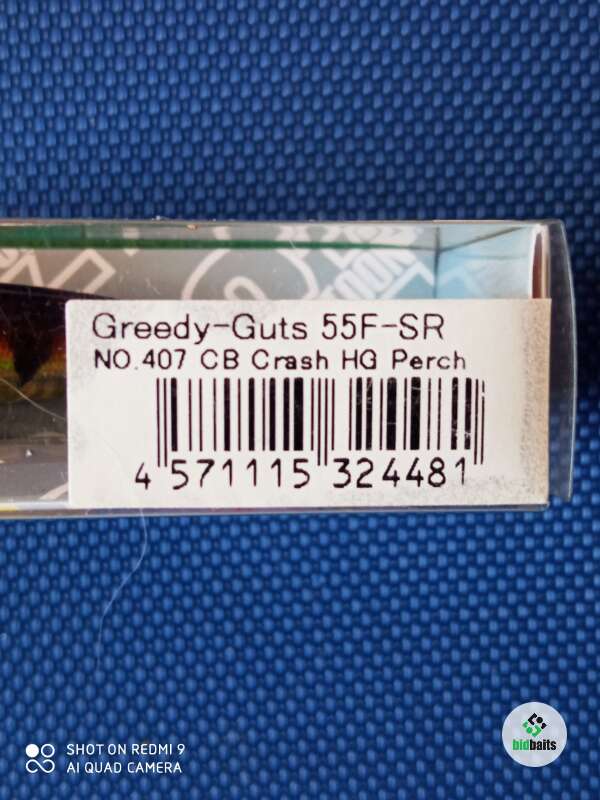 Greedy-Guts 55F-SR
NO.407 CB Crash HG Perch
4 571115 324481
SHOT ON REDMI 9
AI QUAD CAMERA
bidbaits